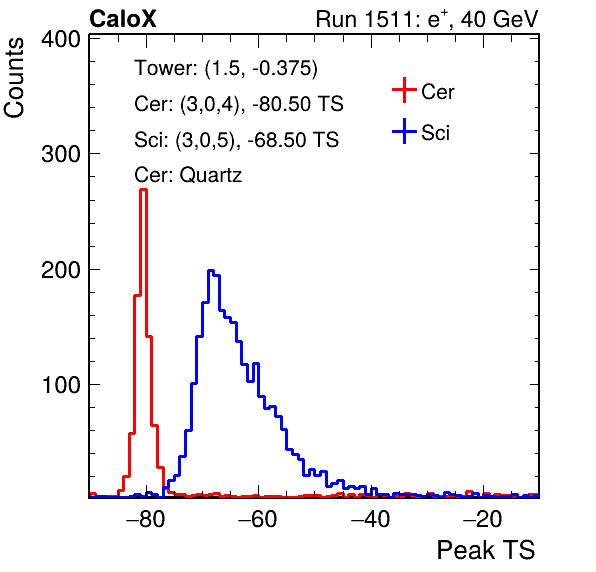 CaloX
Run 1511: e⁺, 40 GeV
Counts
400
300
200
100
Tower: (1.5, -0.375)
Cer: (3,0,4), -80.50 TS
Sci: (3,0,5), -68.50 TS
Cer: Quartz
Cer
Sci
−80
−60
−40
−20
Peak TS